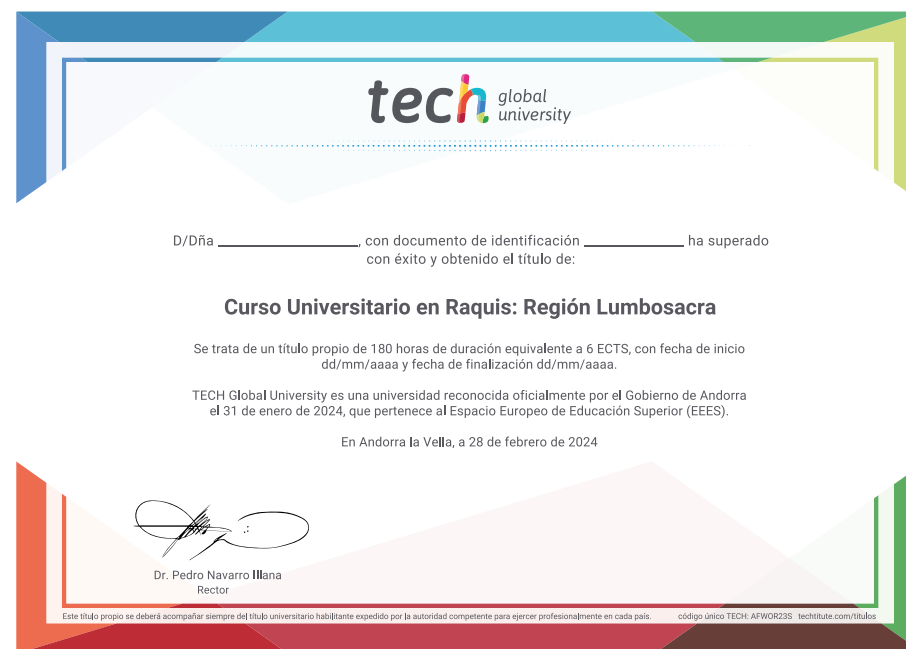 tech global university
D/Dña ____________________, con documento de identificación ______________ ha superado
con éxito y obtenido el título de:
Curso Universitario en Raquis: Región Lumbosacra
Se trata de un título propio de 180 horas de duración equivalente a 6 ECTS, con fecha de inicio
dd/mm/aaaa y fecha de finalización dd/mm/aaaa.
TECH Global University es una universidad reconocida oficialmente por el Gobierno de Andorra
el 31 de enero de 2024, que pertenece al Espacio Europeo de Educación Superior (EEES).
En Andorra la Vella, a 28 de febrero de 2024
Dr. Pedro Navarro Illana
Rector
Este título propio se deberá acompañar siempre del título universitario habilitante expedido por la autoridad competente para ejercer profesionalmente en cada país. código único TECH: AFWOR23S techtitute.com/titulos